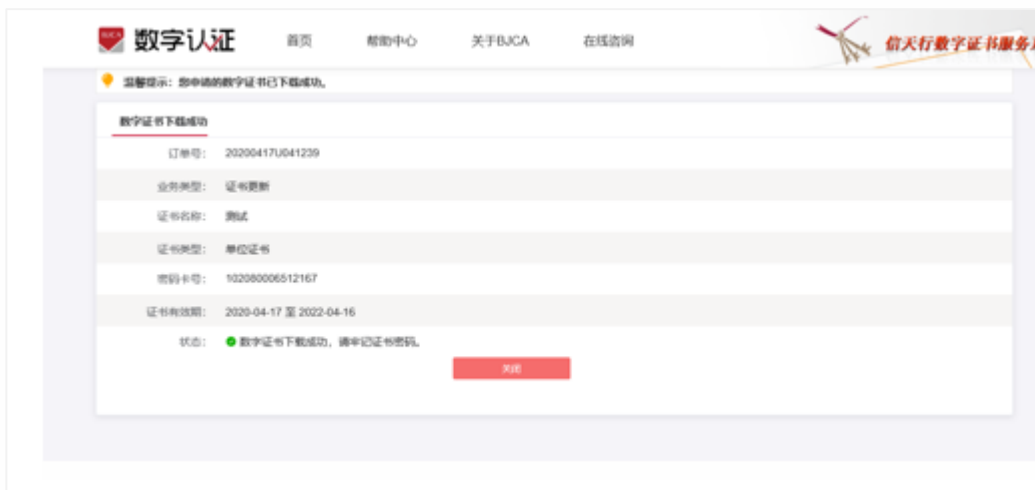 BJCA 数字认证 首页 帮助中心 关于BJCA 在线咨询 信天行数字证书服务
温馨提示：您申请的数字证书已下载成功。
数字证书下载成功
订单号： 20200417U041239
业务类型： 证书更新
证书名称： 测试
证书类型： 单位证书
密码卡号： 102080006512167
证书有效期： 2020-04-17 至 2022-04-16
状态： 数字证书下载成功，请牢记证书密码。
关闭